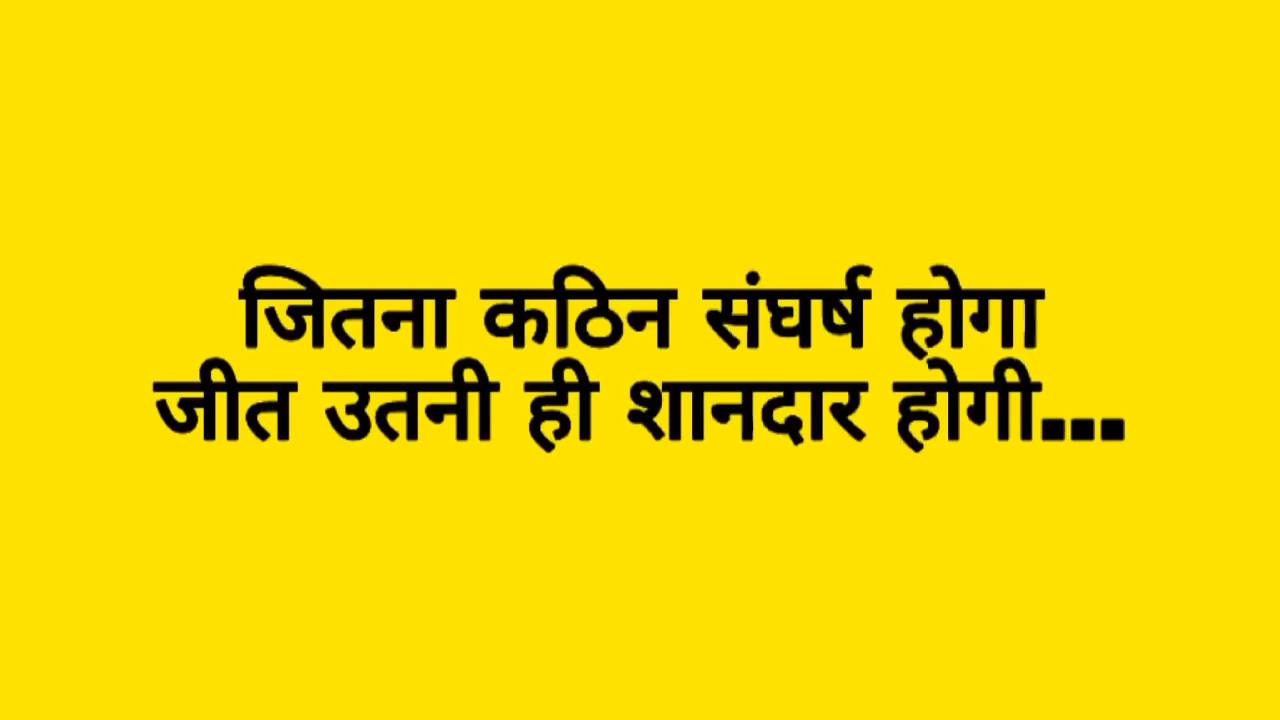 जितना कठिन संघर्ष होगा
जीत उतनी ही शानदार होगी...